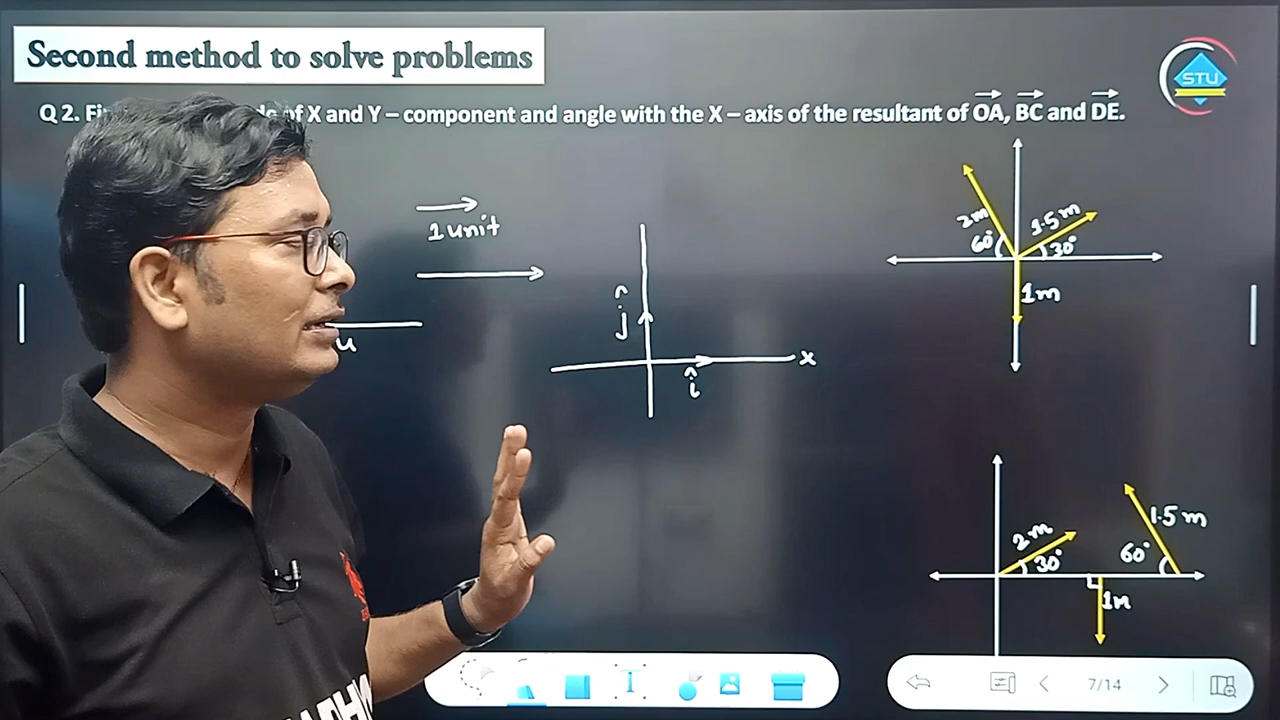 Second method to solve problems
STU
Q 2. of X and Y – component and angle with the X – axis of the resultant of OA, BC and DE.
1 unit
ĵ
x
î
2m
60°
1.5m
30°
1m
2m
30°
60°
1.5m
1m
7/14